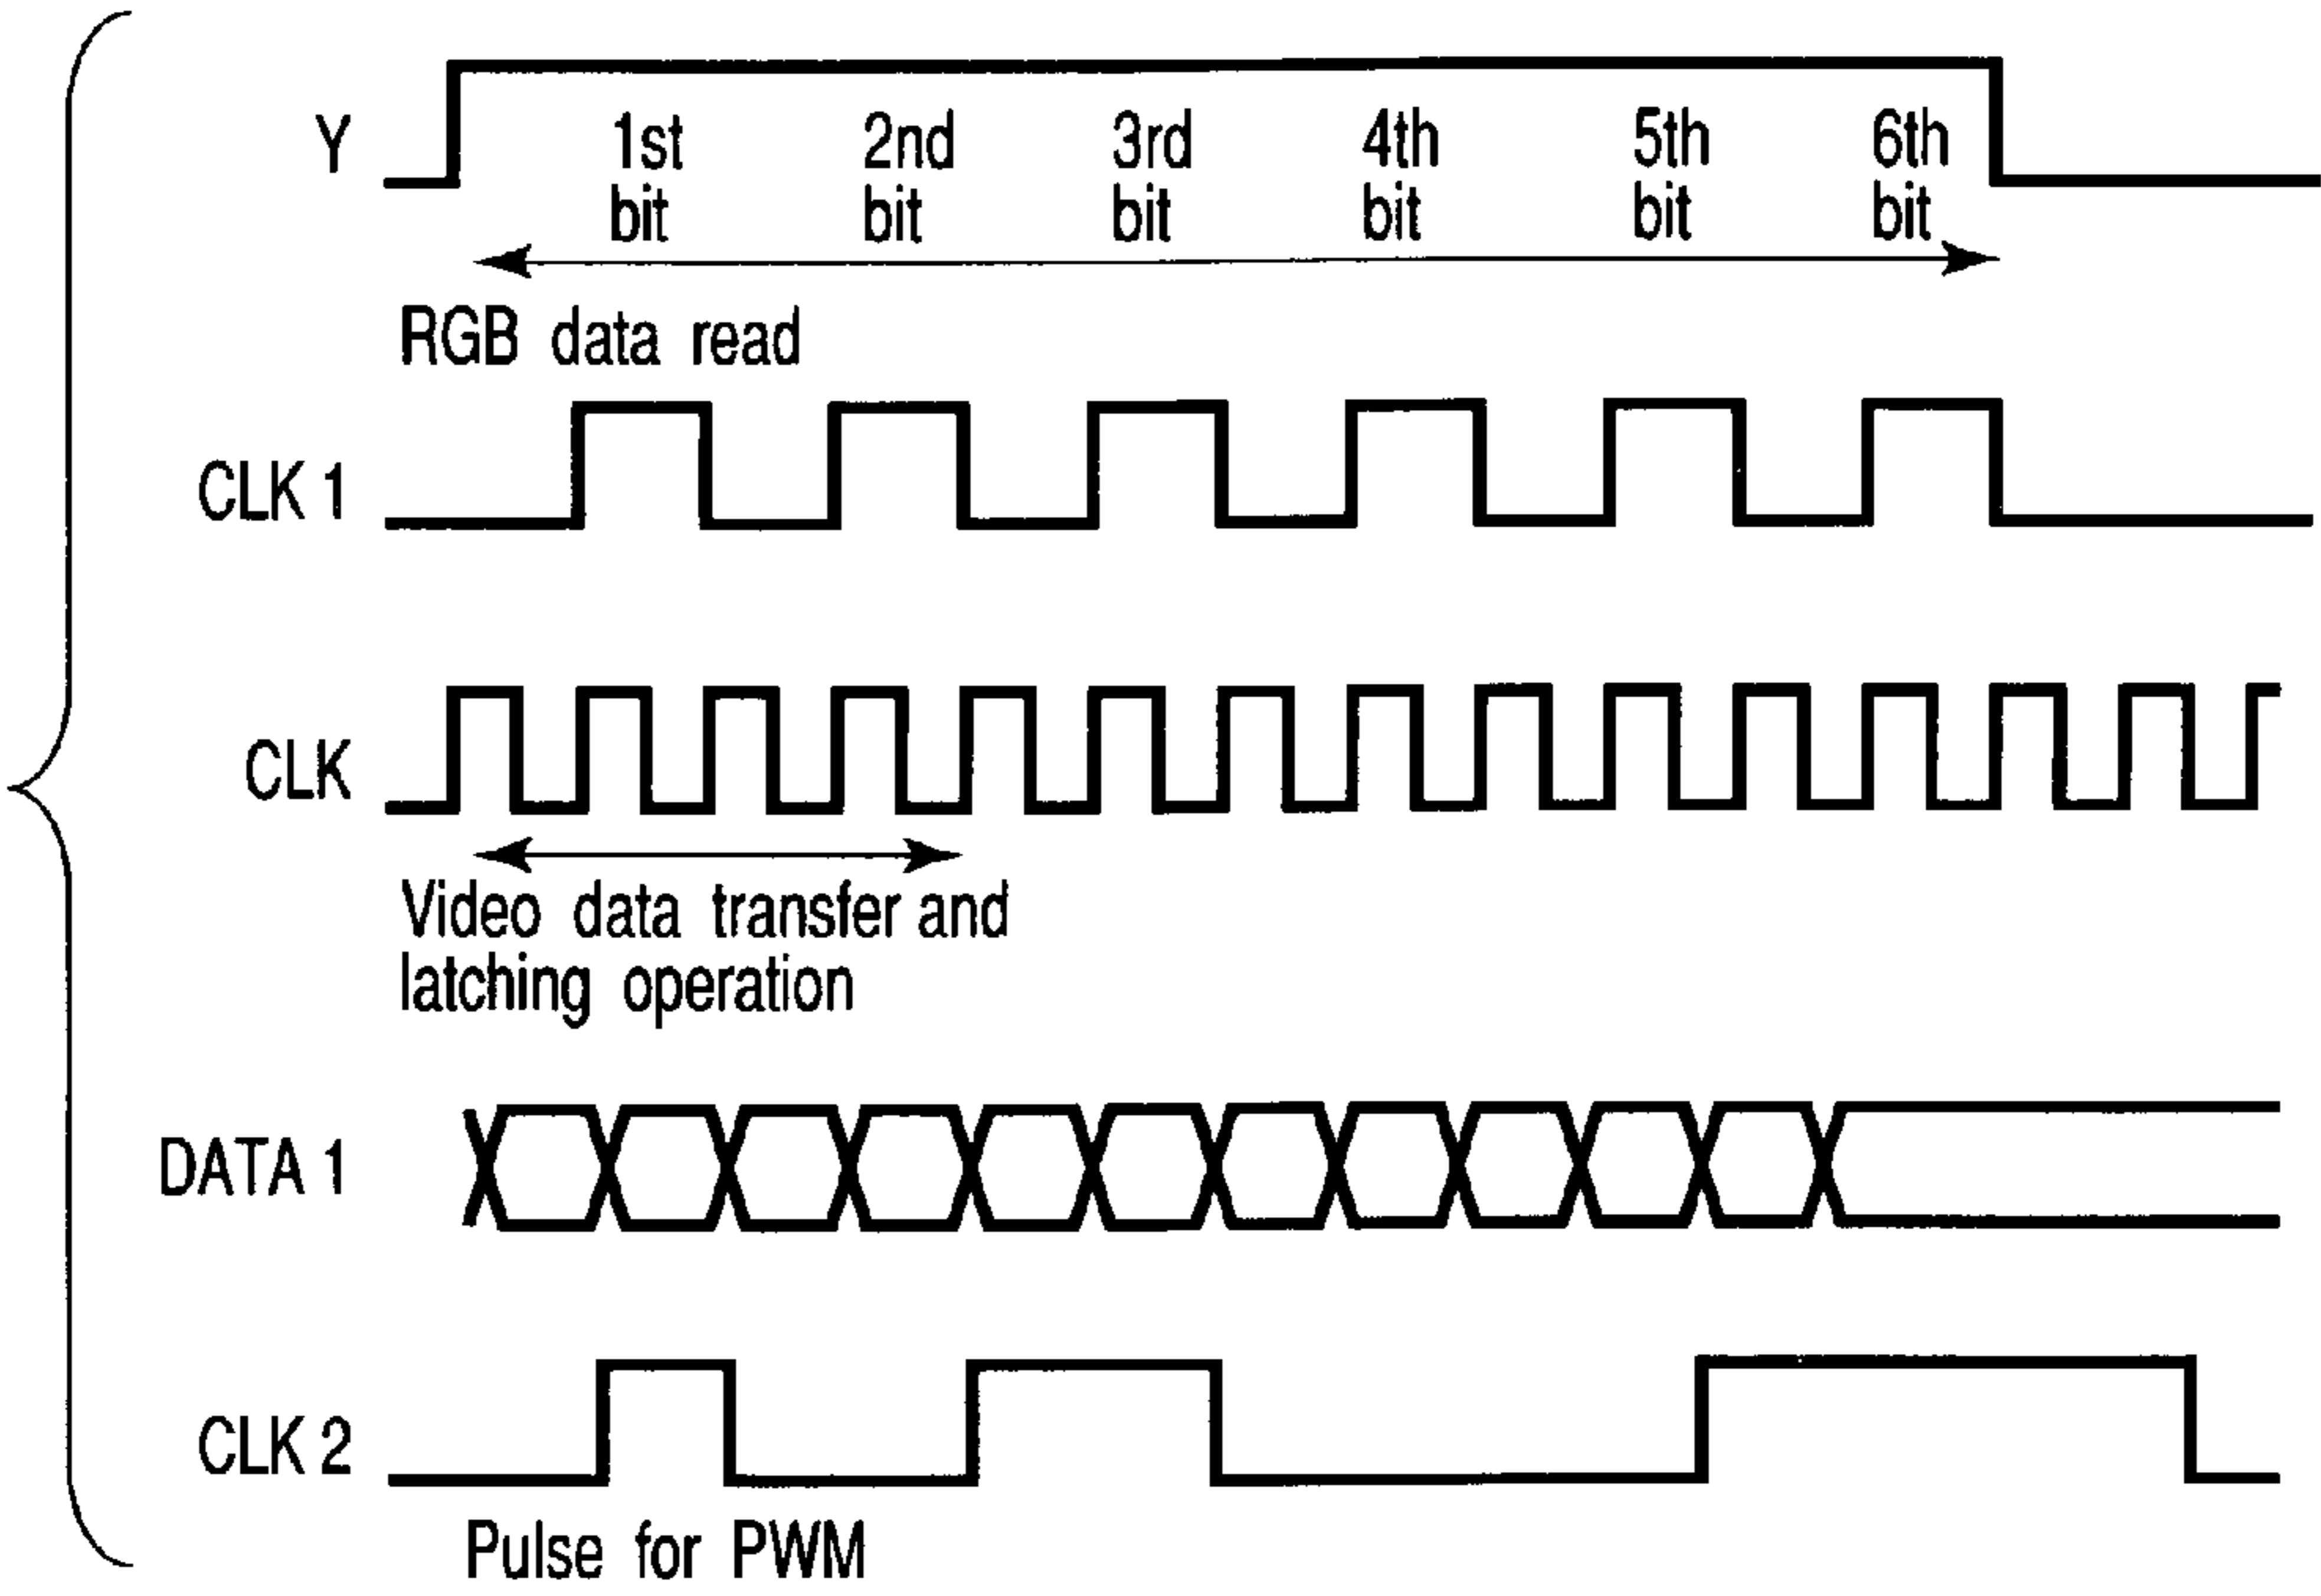 Y
1st 2nd 3rd 4th 5th 6th
bit bit bit bit bit bit
RGB data read
CLK 1
CLK
Video data transfer and
latching operation
DATA 1
CLK 2
Pulse for PWM